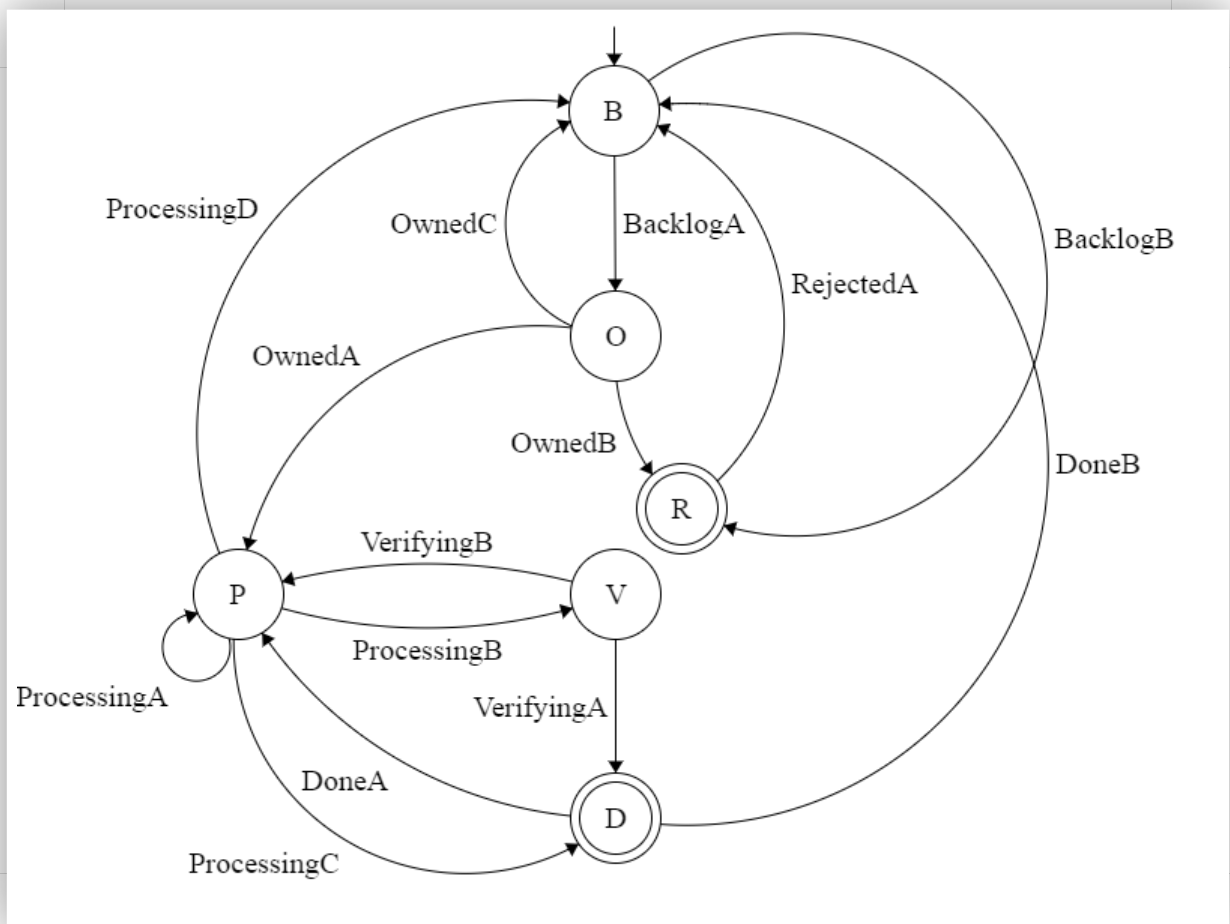 B
ProcessingD
OwnedC
BacklogA
BacklogB
RejectedA
O
OwnedA
OwnedB
DoneB
R
VerifyingB
P
V
ProcessingB
ProcessingA
VerifyingA
DoneA
D
ProcessingC